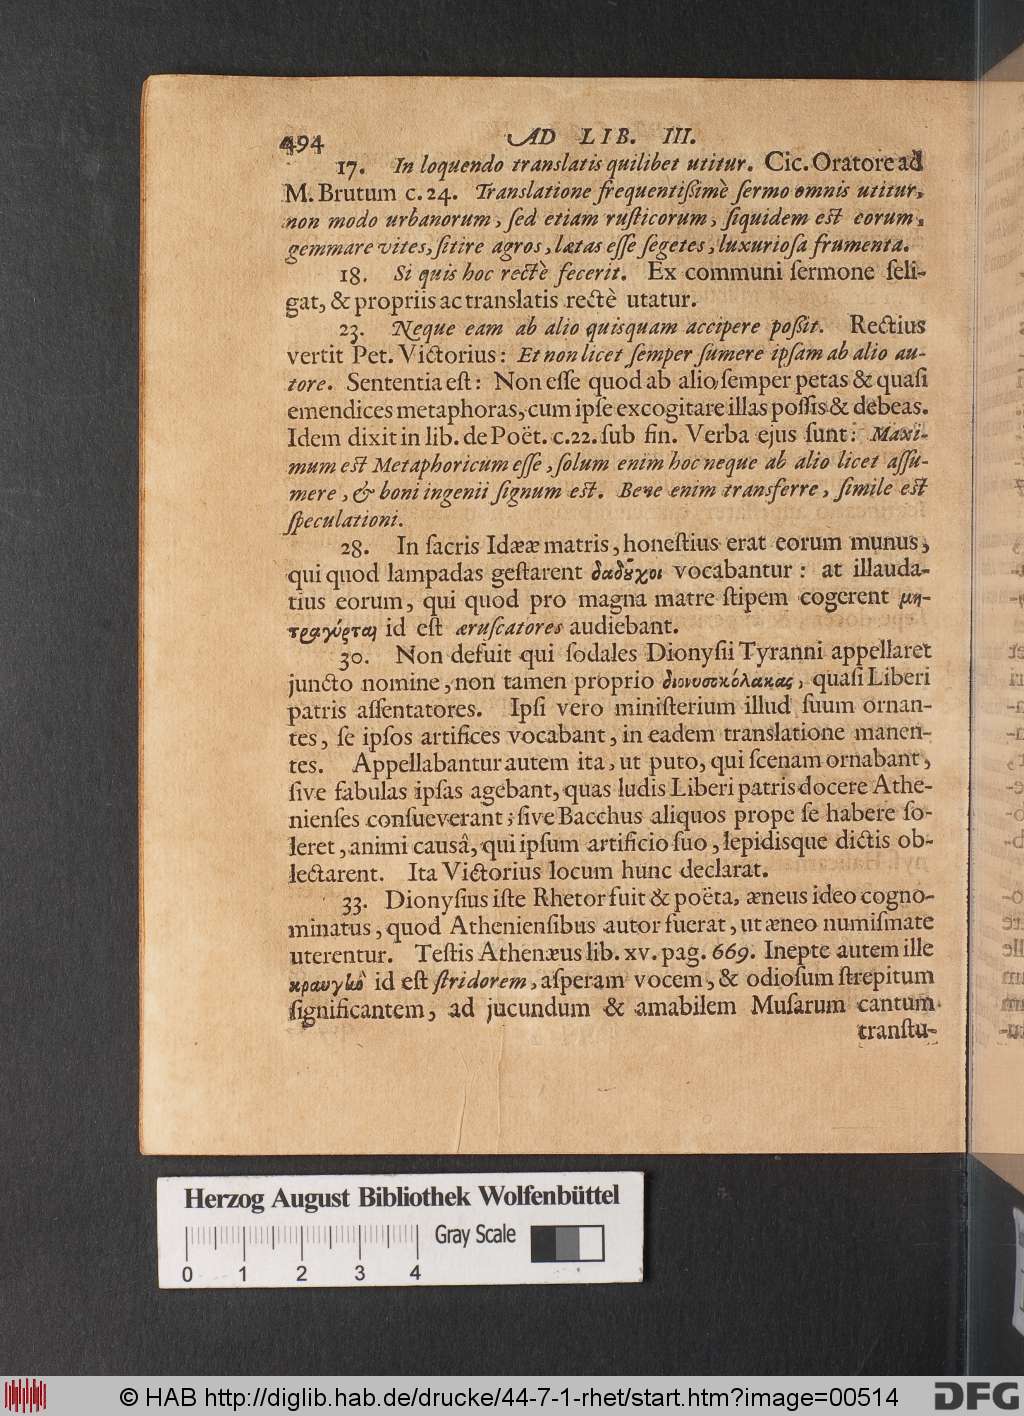 494 AD LIB. III.
17. In loquendo translatis quilibet utitur. Cic. Oratore ad
M. Brutum c. 24. Translatione frequentißimè sermo omnis utitur,
non modo urbanorum, sed etiam rusticorum, siquidem est eorum,
gemmare vites, sitire agros, lætas esse segetes, luxuriosa frumenta.
18. Si quis hoc rectè fecerit. Ex communi sermone seli-
gat, & propriis ac translatis rectè utatur.
23. Neque eam ab alio quisquam accipere poßit. Rectius
vertit Pet. Victorius: Et non licet semper sumere ipsam ab alio au-
tore. Sententia est: Non esse quod ab alio semper petas & quasi
emendices metaphoras, cum ipse excogitare illas possis & debeas.
Idem dixit in lib. de Poët. c. 22. sub fin. Verba ejus sunt: Maxi-
mum est Metaphoricum esse, solum enim hoc neque ab alio licet assu-
mere, & boni ingenii signum est. Bene enim transferre, simile est
speculationi.
28. In sacris Idææ matris, honestius erat eorum munus,
qui quod lampadas gestarent δαδοῦχοι vocabantur: at illauda-
tius eorum, qui quod pro magna matre stipem cogerent μη-
τραγύρται id est æruscatores audiebant.
30. Non defuit qui sodales Dionysii Tyranni appellaret
juncto nomine, non tamen proprio διονυσοκόλακας, quasi Liberi
patris assentatores. Ipsi vero ministerium illud suum ornan-
tes, se ipsos artifices vocabant, in eadem translatione manen-
tes. Appellabantur autem ita, ut puto, qui scenam ornabant,
sive fabulas ipsas agebant, quas ludis Liberi patris docere Athe-
nienses consueverant; sive Bacchus aliquos prope se habere so-
leret, animi causâ, qui ipsum artificio suo, lepidisque dictis ob-
lectarent. Ita Victorius locum hunc declarat.
33. Dionysius iste Rhetor fuit & poëta, æneus ideo cogno-
minatus, quod Atheniensibus autor fuerat, ut æneo numismate
uterentur. Testis Athenæus lib. xv. pag. 669. Inepte autem ille
κραυγὴν id est stridorem, asperam vocem, & odiosum strepitum
significantem, ad jucundum & amabilem Musarum cantum
transtu-
Herzog August Bibliothek Wolfenbüttel
Gray Scale
0 1 2 3 4
© HAB http://diglib.hab.de/drucke/44-7-1-rhet/start.htm?image=00514
DFG